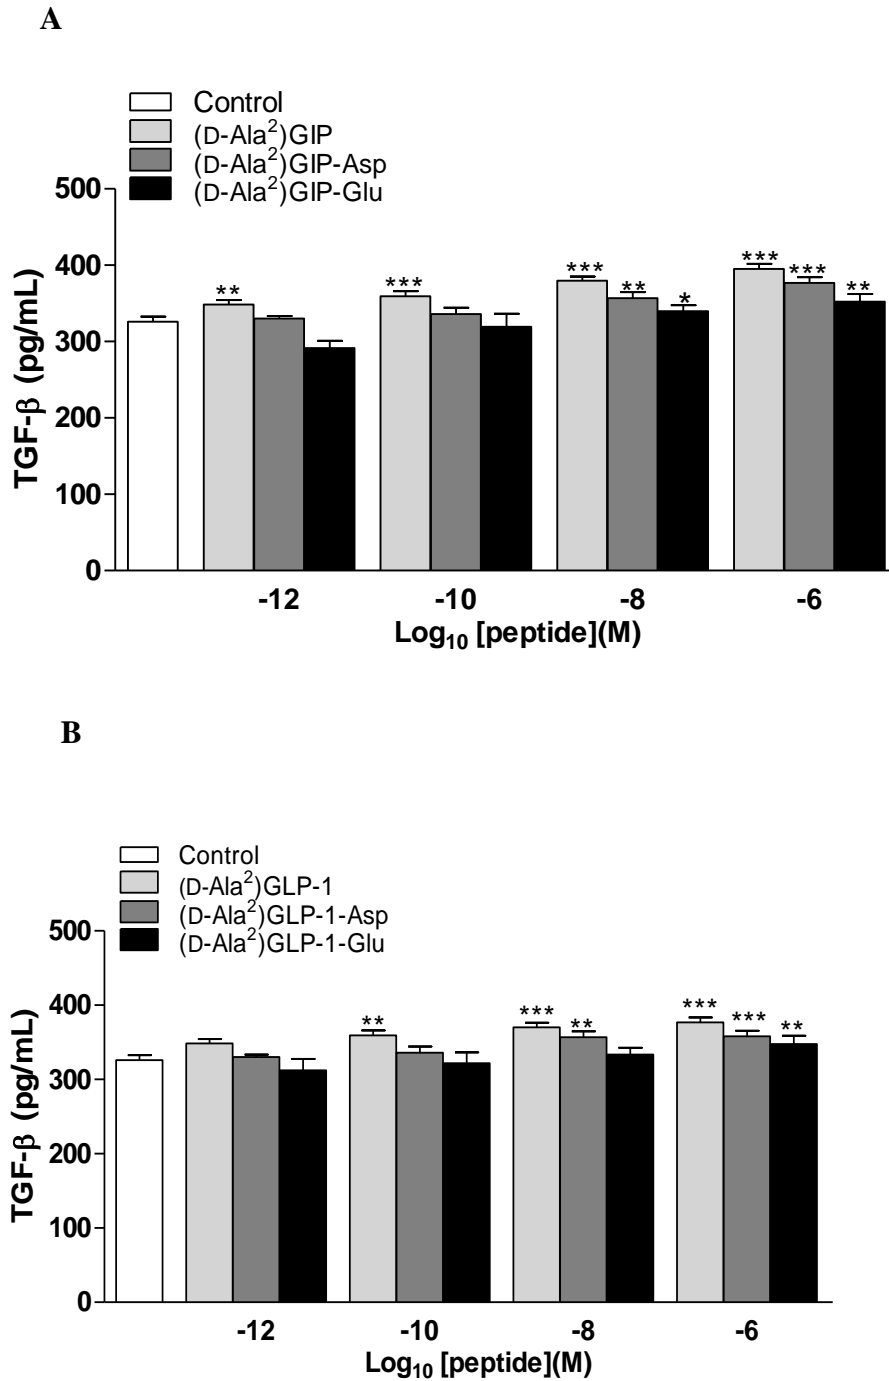 A
Control
(D-Ala²)GIP
(D-Ala²)GIP-Asp
(D-Ala²)GIP-Glu
500
400
300
200
100
0
TGF-β (pg/mL)
** *** *** ** * *** *** **
-12 -10 -8 -6
Log₁₀ [peptide](M)
B
Control
(D-Ala²)GLP-1
(D-Ala²)GLP-1-Asp
(D-Ala²)GLP-1-Glu
500
400
300
200
100
0
TGF-β (pg/mL)
** *** ** *** *** **
-12 -10 -8 -6
Log₁₀ [peptide](M)